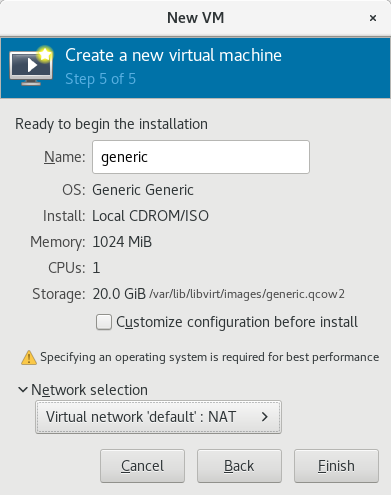 New VM
×
Create a new virtual machine
Step 5 of 5
Ready to begin the installation
Name: generic
OS: Generic Generic
Install: Local CDROM/ISO
Memory: 1024 MiB
CPUs: 1
Storage: 20.0 GiB /var/lib/libvirt/images/generic.qcow2
Customize configuration before install
Specifying an operating system is required for best performance
Network selection
Virtual network 'default' : NAT
Cancel Back Finish